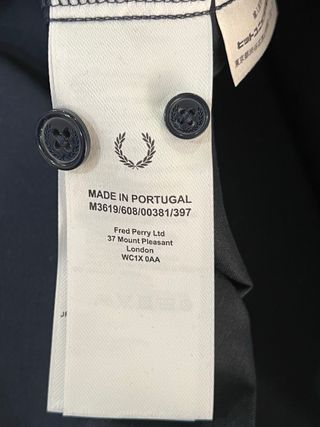 MADE IN PORTUGAL
M3619/608/00381/397
Fred Perry Ltd
37 Mount Pleasant
London
WC1X 0AA